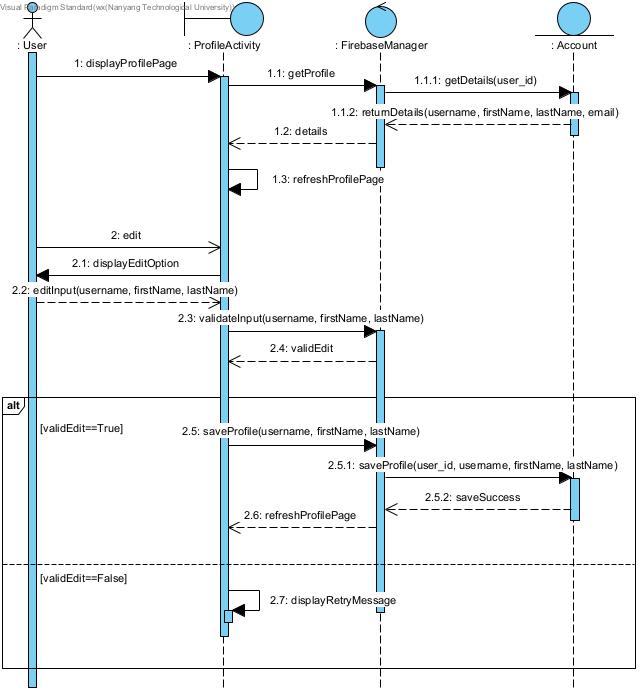 Visual Paradigm Standard(wx(Nanyang Technological University))
: User
: ProfileActivity
: FirebaseManager
: Account
1: displayProfilePage
1.1: getProfile
1.1.1: getDetails(user_id)
1.1.2: returnDetails(username, firstName, lastName, email)
1.2: details
1.3: refreshProfilePage
2: edit
2.1: displayEditOption
2.2: editInput(username, firstName, lastName)
2.3: validateInput(username, firstName, lastName)
2.4: validEdit
alt
[validEdit==True]
2.5: saveProfile(username, firstName, lastName)
2.5.1: saveProfile(user_id, username, firstName, lastName)
2.5.2: saveSuccess
2.6: refreshProfilePage
[validEdit==False]
2.7: displayRetryMessage